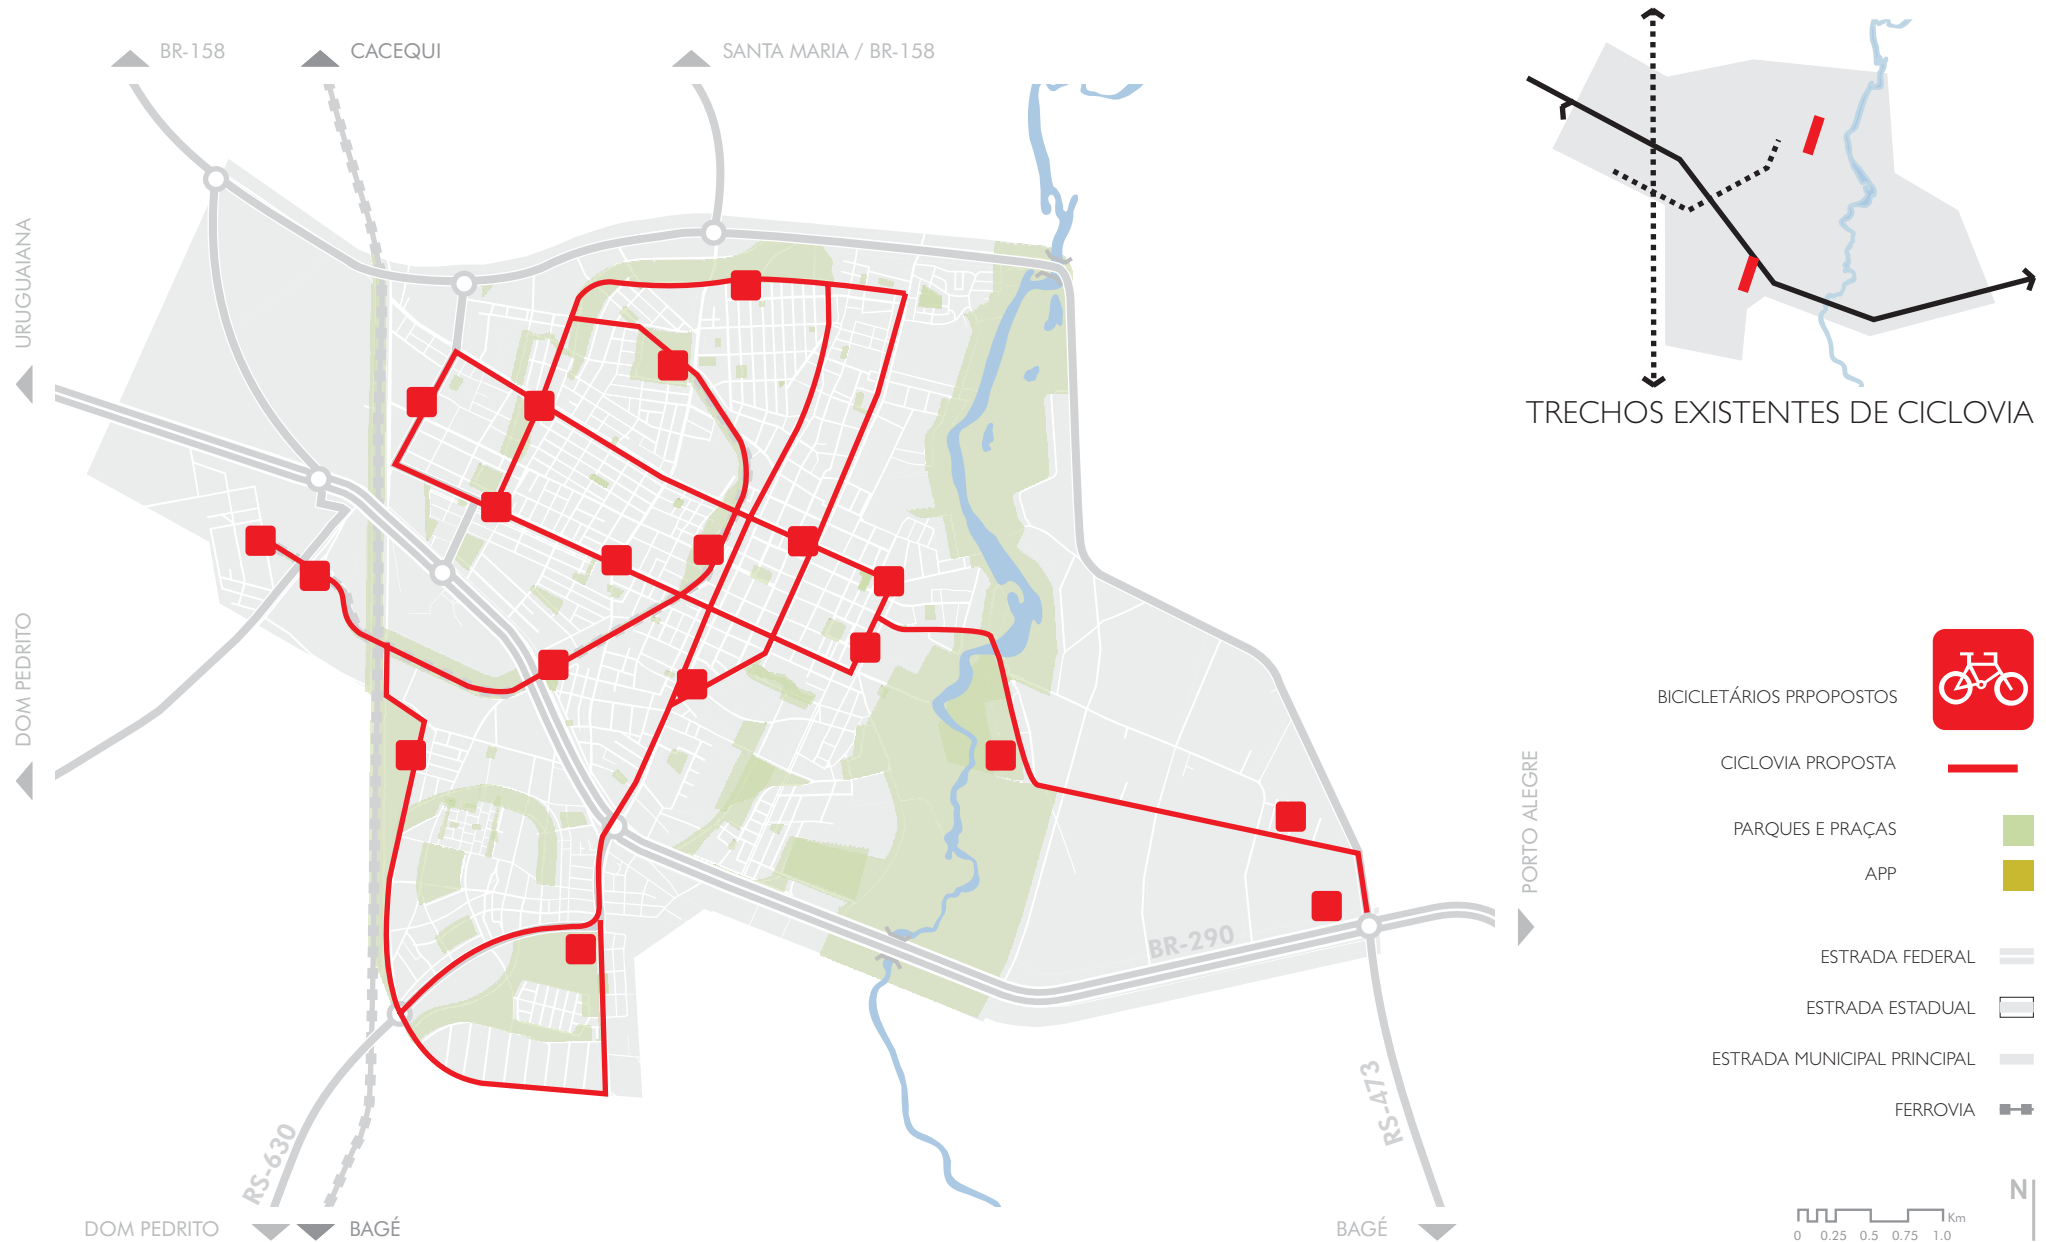 BR-158
CACEQUI
SANTA MARIA / BR-158
URUGUAIANA
DOM PEDRITO
TRECHOS EXISTENTES DE CICLOVIA
BICICLETÁRIOS PRPOPOSTOS
CICLOVIA PROPOSTA
PARQUES E PRAÇAS
APP
PORTO ALEGRE
BR-290
ESTRADA FEDERAL
ESTRADA ESTADUAL
ESTRADA MUNICIPAL PRINCIPAL
FERROVIA
RS-630
RS-473
DOM PEDRITO
BAGÉ
BAGÉ
N
Km
0 0.25 0.5 0.75 1.0